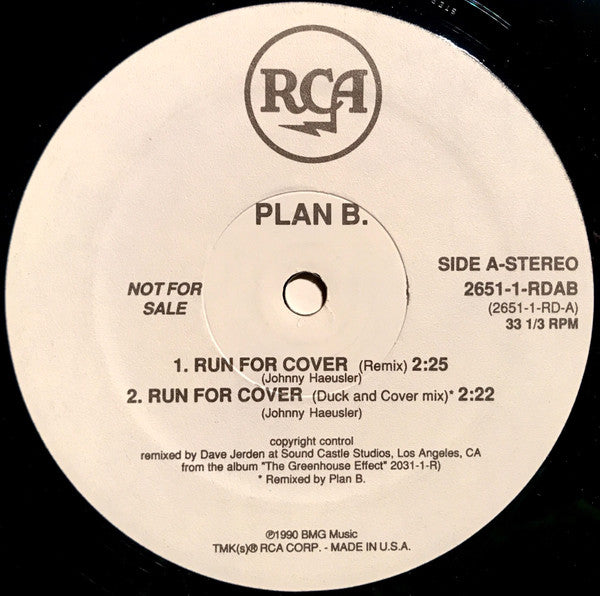 RCA
PLAN B.
NOT FOR
SALE
SIDE A-STEREO
2651-1-RDAB
(2651-1-RD-A)
33 1/3 RPM
1. RUN FOR COVER (Remix) 2:25
(Johnny Haeusler)
2. RUN FOR COVER (Duck and Cover mix)* 2:22
(Johnny Haeusler)
copyright control
remixed by Dave Jerden at Sound Castle Studios, Los Angeles, CA
from the album "The Greenhouse Effect" 2031-1-R)
* Remixed by Plan B.
℗1990 BMG Music
TMK(s)® RCA CORP. - MADE IN U.S.A.